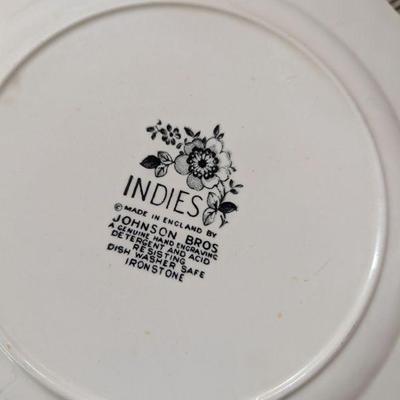 INDIES
© MADE IN ENGLAND BY
JOHNSON BROS
A GENUINE HAND ENGRAVING
DETERGENT AND ACID
RESISTING
DISH WASHER SAFE
IRONSTONE